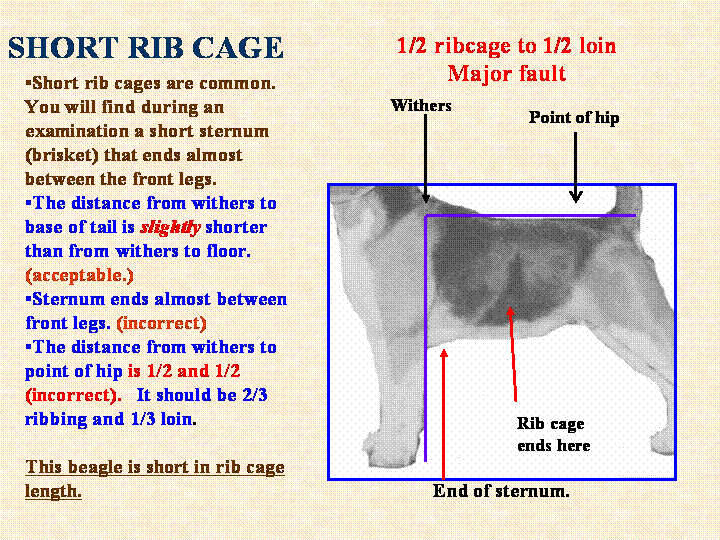 SHORT RIB CAGE
▪Short rib cages are common.
You will find during an
examination a short sternum
(brisket) that ends almost
between the front legs.
▪The distance from withers to
base of tail is slightly shorter
than from withers to floor.
(acceptable.)
▪Sternum ends almost between
front legs. (incorrect)
▪The distance from withers to
point of hip is 1/2 and 1/2
(incorrect).   It should be 2/3
ribbing and 1/3 loin.
This beagle is short in rib cage
length.
1/2 ribcage to 1/2 loin
Major fault
Withers
Point of hip
Rib cage
ends here
End of sternum.